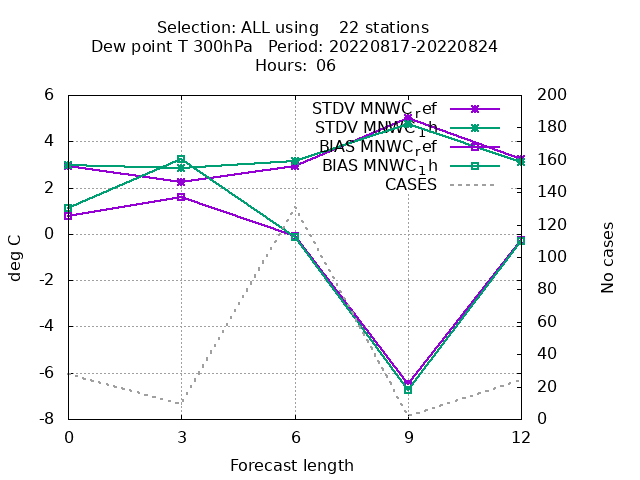 Selection: ALL using    22 stations
Dew point T 300hPa   Period: 20220817-20220824
Hours: 06
STDV MNWC_ref
STDV MNWC_1h
BIAS MNWC_ref
BIAS MNWC_1h
CASES
6
4
2
0
-2
-4
-6
-8
200
180
160
140
120
100
80
60
40
20
0
deg C
No cases
0 3 6 9 12
Forecast length